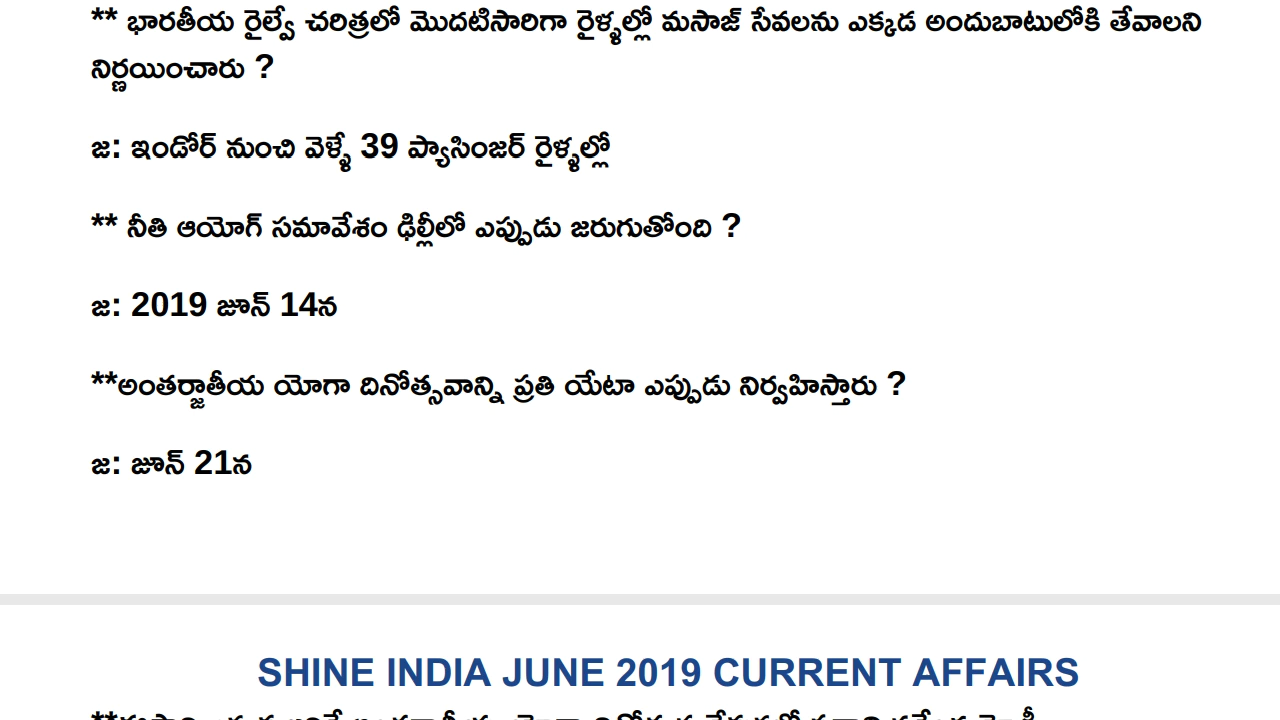 ** భారతీయ రైల్వే చరిత్రలో మొదటిసారిగా రైళ్ళల్లో మసాజ్ సేవలను ఎక్కడ అందుబాటులోకి తేవాలని
నిర్ణయించారు ?
జ: ఇండోర్ నుంచి వెళ్ళే 39 ప్యాసింజర్ రైళ్ళల్లో
** నీతి ఆయోగ్ సమావేశం ఢిల్లీలో ఎప్పుడు జరుగుతోంది ?
జ: 2019 జూన్ 14న
**అంతర్జాతీయ యోగా దినోత్సవాన్ని ప్రతి యేటా ఎప్పుడు నిర్వహిస్తారు ?
జ: జూన్ 21న
SHINE INDIA JUNE 2019 CURRENT AFFAIRS